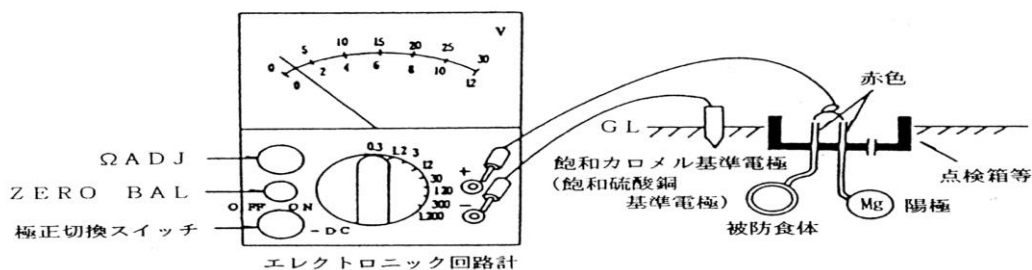 V
0 5 10 15 20 25 30
0 2 4 6 8 10 12
ΩADJ
ZERO BAL
OFF ON
極正切換スイッチ
-DC
0.3 1.2 3
12
30
120
300
1,200
+
-
エレクトロニック回路計
GL
飽和カロメル基準電極
(飽和硫酸銅
基準電極)
赤色
点検箱等
Mg 陽極
被防食体